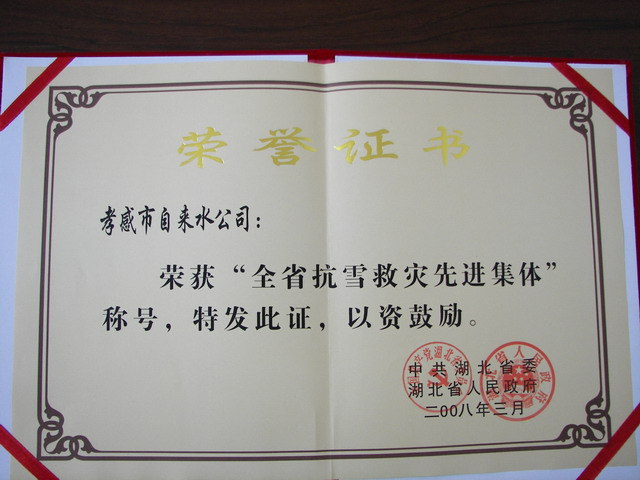 荣誉证书
孝感市自来水公司：
荣获“全省抗雪救灾先进集体”
称号，特发此证，以资鼓励。
中共湖北省委
湖北省人民政府
二00八年三月